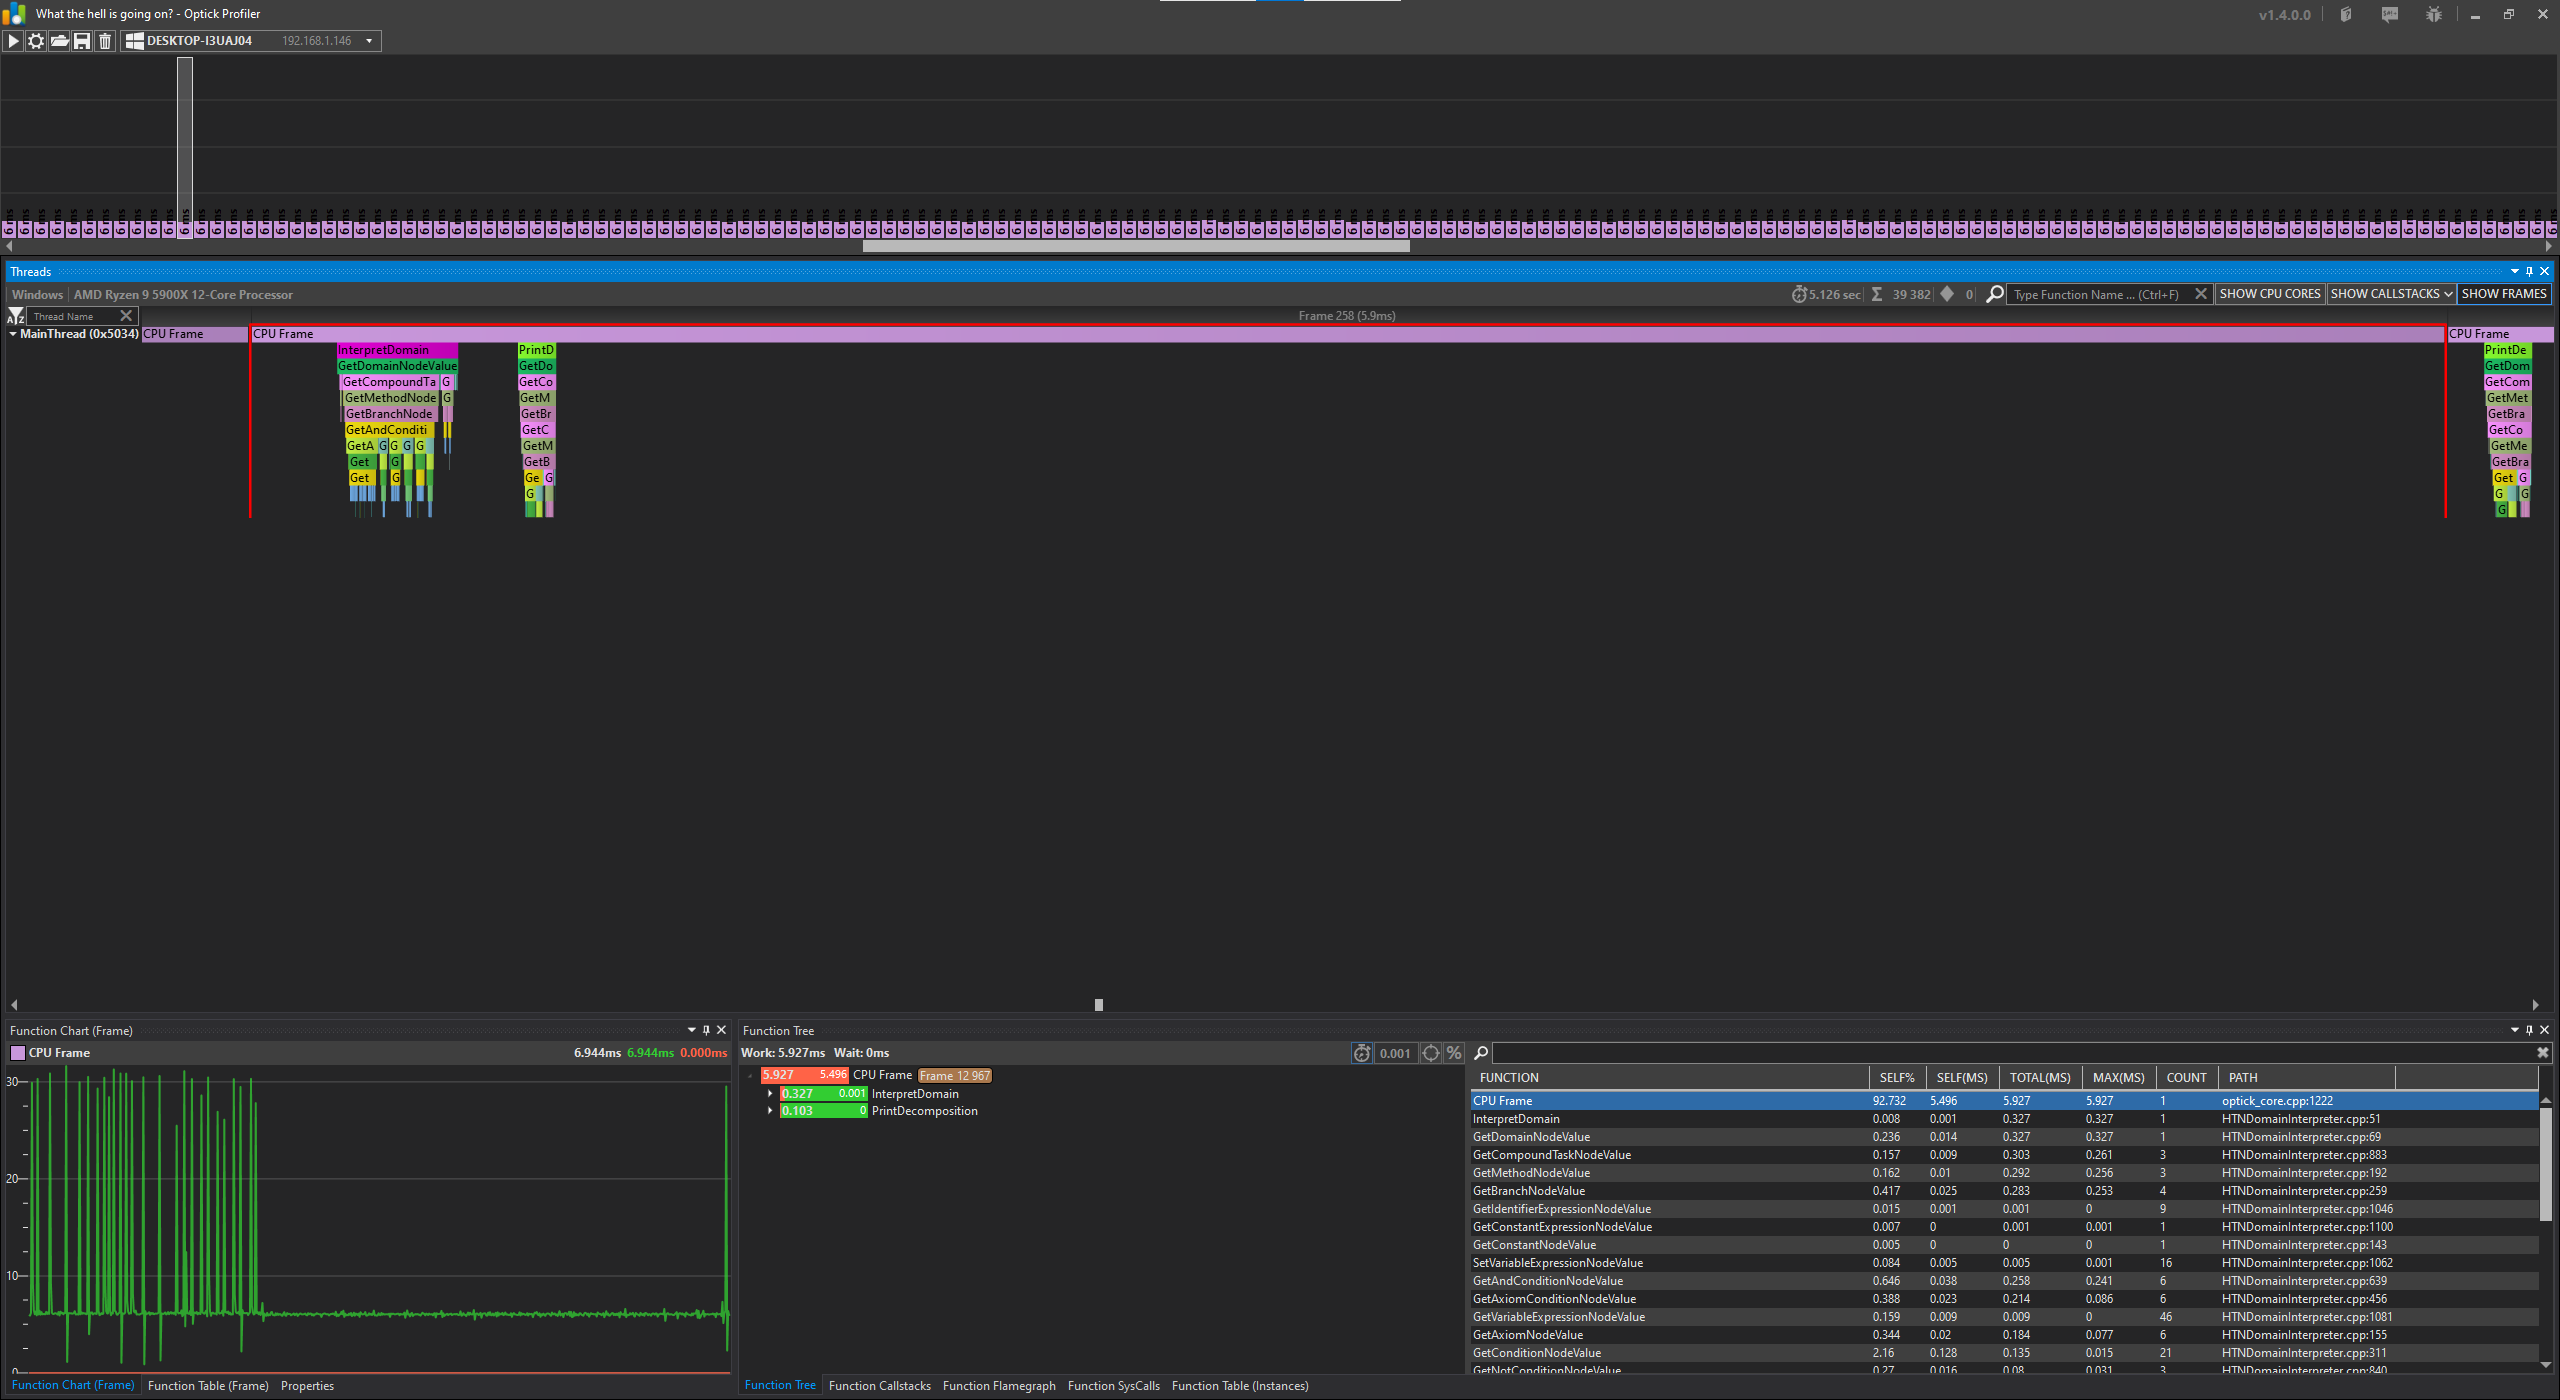 What the hell is going on? - Optick Profiler
v1.4.0.0
DESKTOP-I3UAJ04 192.168.1.146
Threads
Windows AMD Ryzen 9 5900X 12-Core Processor
5.126 sec Σ 39 382 0 Type Function Name ... (Ctrl+F) SHOW CPU CORES SHOW CALLSTACKS SHOW FRAMES
Thread Name Frame 258 (5.9ms)
MainThread (0x5034) CPU Frame CPU Frame CPU Frame
InterpretDomain PrintD PrintDe
GetDomainNodeValue GetDo GetDom
GetCompoundTa G GetCo GetCom
GetMethodNode G GetM GetMet
GetBranchNode GetBr GetBra
GetAndConditi GetC GetCo
GetA G G G G GetM GetMe
Get G GetB GetBra
Get G Ge G Get G
G G G
G
Function Chart (Frame)
CPU Frame 6.944ms 6.944ms 0.000ms
30
20
10
0
Function Chart (Frame) Function Table (Frame) Properties
Function Tree
Work: 5.927ms Wait: 0ms 0.001 %
5.927 5.496 CPU Frame Frame 12 967
0.327 0.001 InterpretDomain
0.103 0 PrintDecomposition
FUNCTION SELF% SELF(MS) TOTAL(MS) MAX(MS) COUNT PATH
CPU Frame 92.732 5.496 5.927 5.927 1 optick_core.cpp:1222
InterpretDomain 0.008 0.001 0.327 0.327 1 HTNDomainInterpreter.cpp:51
GetDomainNodeValue 0.236 0.014 0.327 0.327 1 HTNDomainInterpreter.cpp:69
GetCompoundTaskNodeValue 0.157 0.009 0.303 0.261 3 HTNDomainInterpreter.cpp:883
GetMethodNodeValue 0.162 0.01 0.292 0.256 3 HTNDomainInterpreter.cpp:192
GetBranchNodeValue 0.417 0.025 0.283 0.253 4 HTNDomainInterpreter.cpp:259
GetIdentifierExpressionNodeValue 0.015 0.001 0.001 0 9 HTNDomainInterpreter.cpp:1046
GetConstantExpressionNodeValue 0.007 0 0.001 0.001 1 HTNDomainInterpreter.cpp:1100
GetConstantNodeValue 0.005 0 0 0 1 HTNDomainInterpreter.cpp:143
SetVariableExpressionNodeValue 0.084 0.005 0.005 0.001 16 HTNDomainInterpreter.cpp:1062
GetAndConditionNodeValue 0.646 0.038 0.258 0.241 6 HTNDomainInterpreter.cpp:639
GetAxiomConditionNodeValue 0.388 0.023 0.214 0.086 6 HTNDomainInterpreter.cpp:456
GetVariableExpressionNodeValue 0.159 0.009 0.009 0 46 HTNDomainInterpreter.cpp:1081
GetAxiomNodeValue 0.344 0.02 0.184 0.077 6 HTNDomainInterpreter.cpp:155
GetConditionNodeValue 2.16 0.128 0.135 0.015 21 HTNDomainInterpreter.cpp:311
GetNotConditionNodeValue 0.27 0.016 0.08 0.031 3 HTNDomainInterpreter.cpp:840
Function Tree Function Callstacks Function Flamegraph Function SysCalls Function Table (Instances)